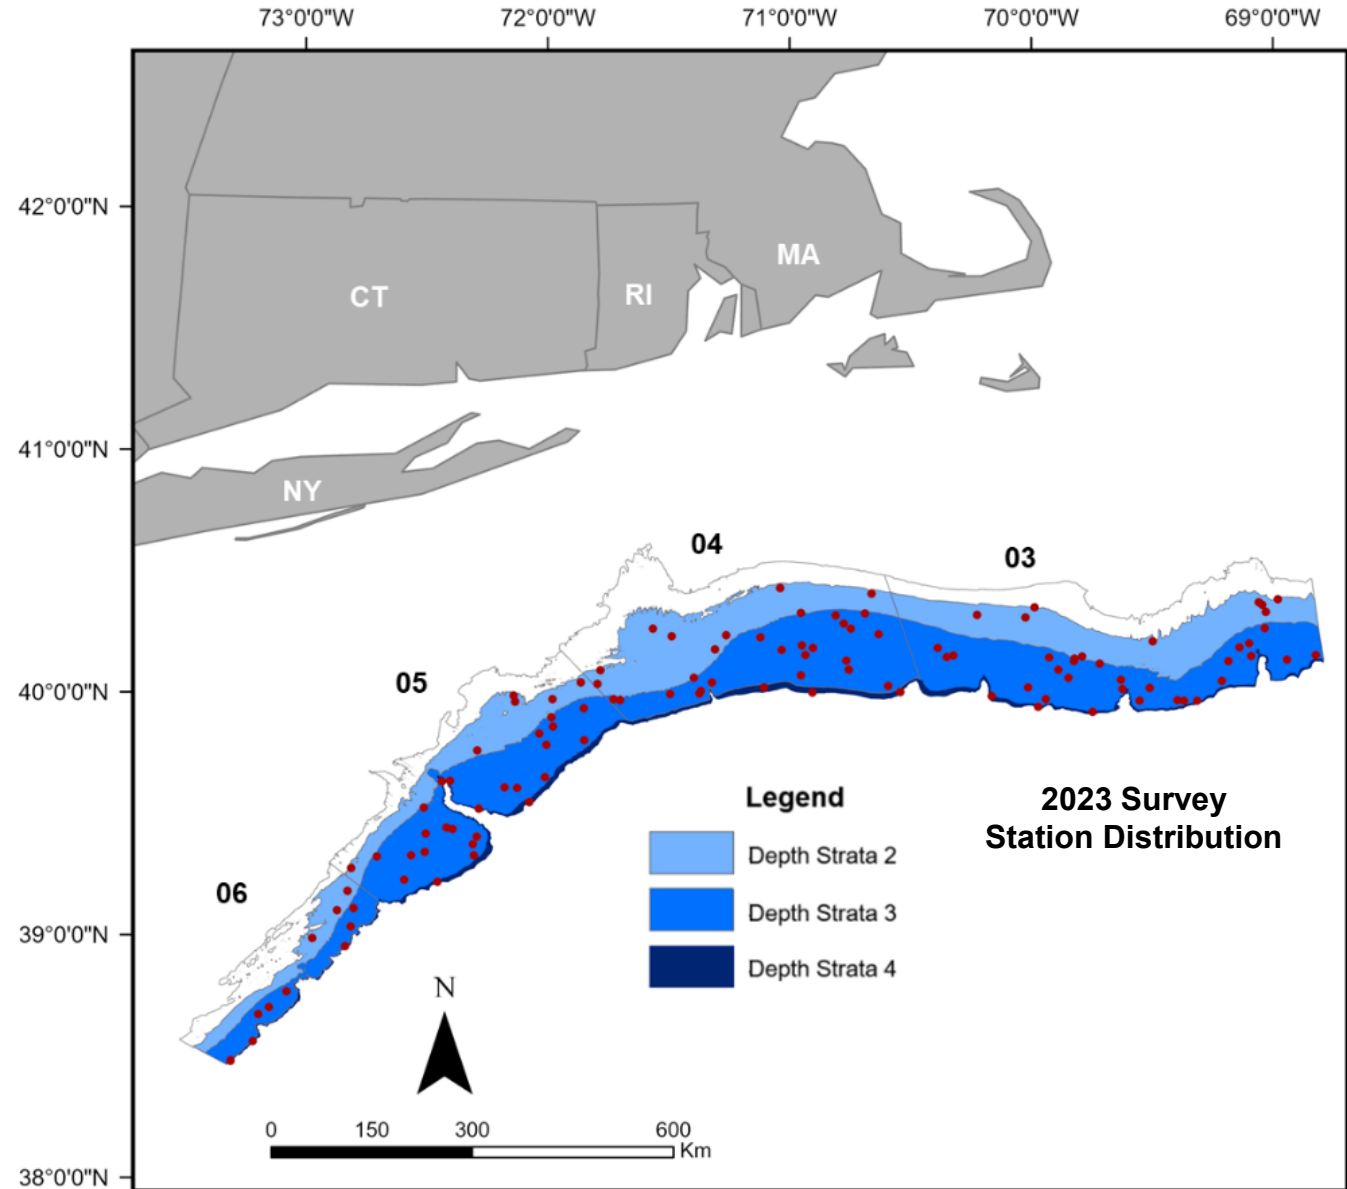 73°0'0"W 72°0'0"W 71°0'0"W 70°0'0"W 69°0'0"W
42°0'0"N
MA
CT
RI
41°0'0"N
NY
04
03
05
40°0'0"N
Legend
2023 Survey
Station Distribution
Depth Strata 2
06
Depth Strata 3
39°0'0"N
Depth Strata 4
N
0 150 300 600
Km
38°0'0"N